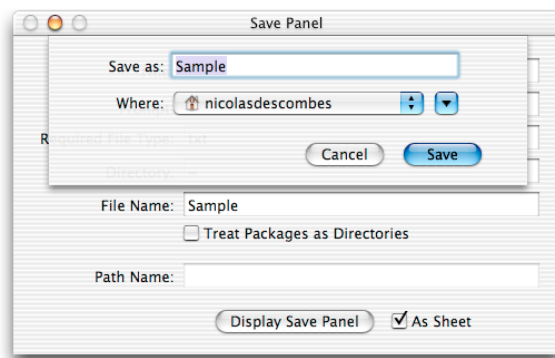 Save Panel
Save as: Sample
Where: nicolasdescombes
Required File Type: txt
Cancel Save
Directory: ~
File Name: Sample
Treat Packages as Directories
Path Name:
Display Save Panel As Sheet